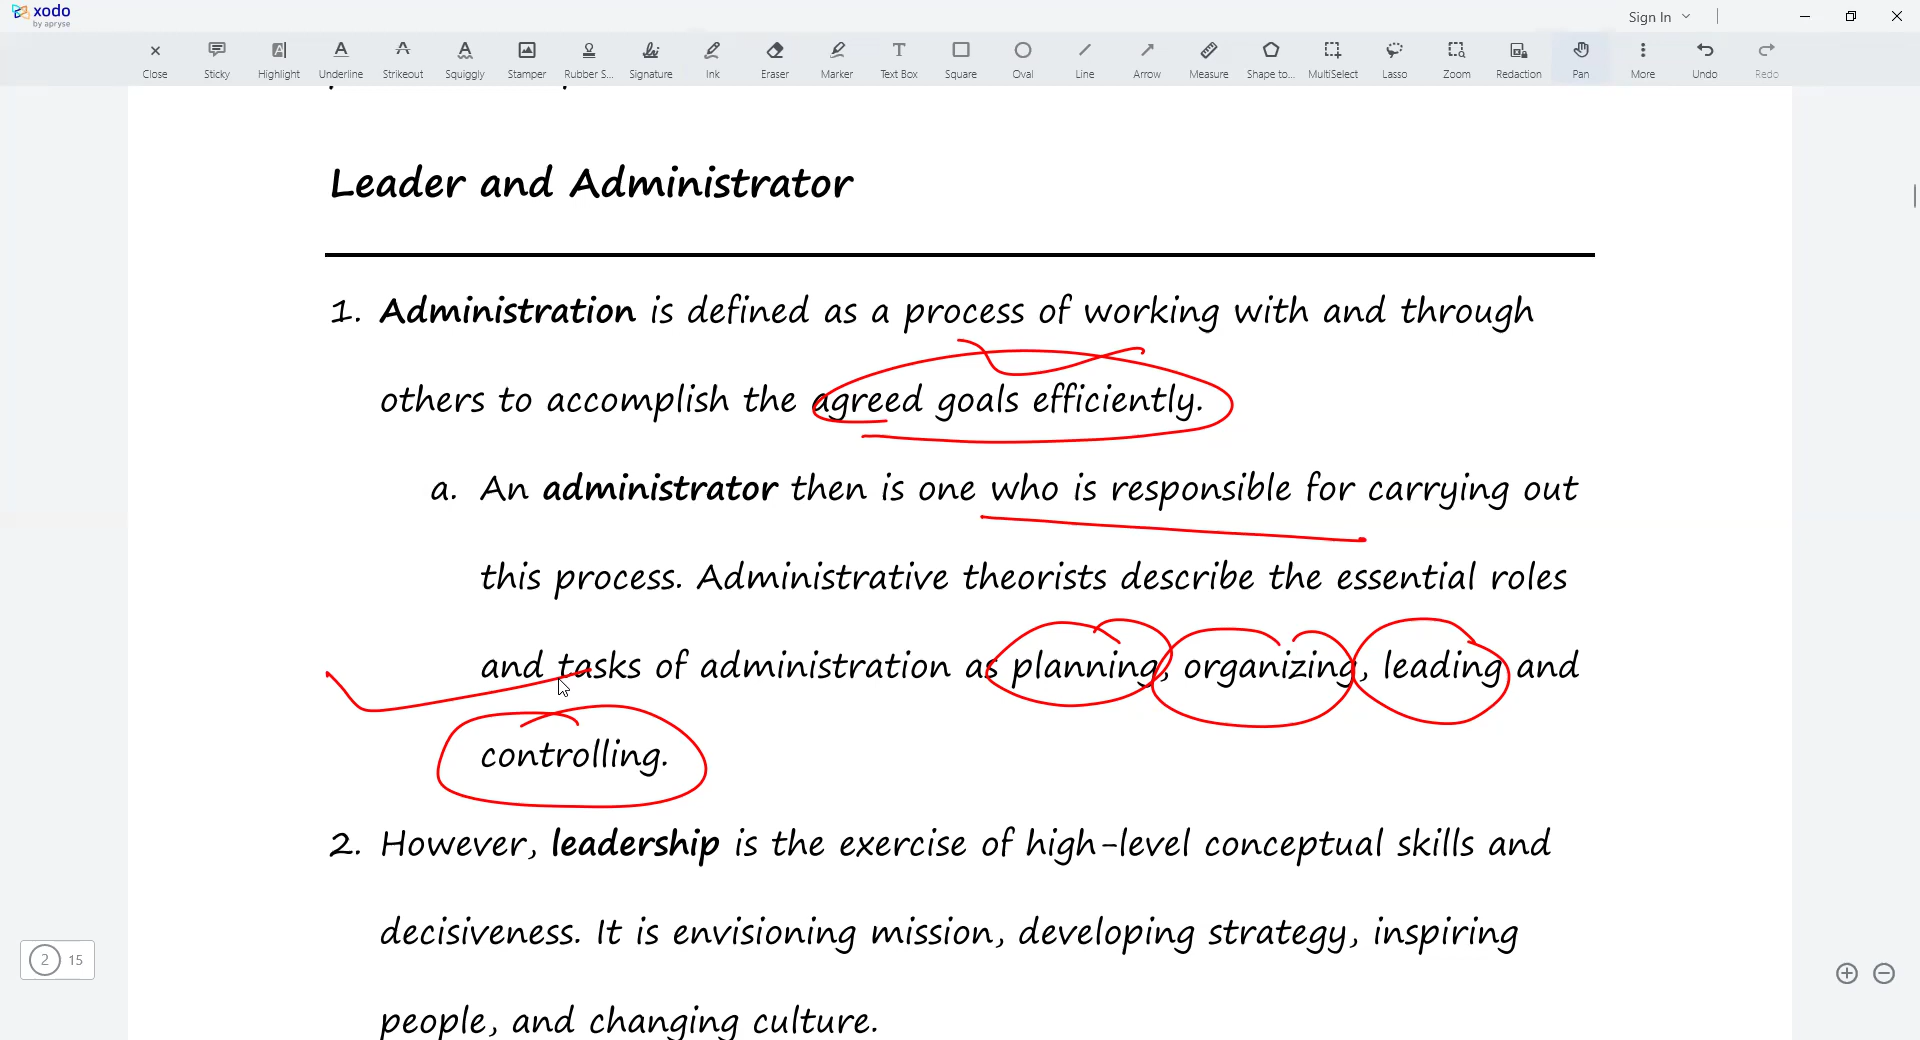 xodo
by apryse
Sign In
Close Sticky Highlight Underline Strikeout Squiggly Stamper Rubber S... Signature Ink Eraser Marker Text Box Square Oval Line Arrow Measure Shape to... MultiSelect Lasso Zoom Redaction Pan More Undo Redo
Leader and Administrator
1. Administration is defined as a process of working with and through
others to accomplish the agreed goals efficiently.
a. An administrator then is one who is responsible for carrying out
this process. Administrative theorists describe the essential roles
and tasks of administration as planning, organizing, leading and
controlling.
2. However, leadership is the exercise of high-level conceptual skills and
decisiveness. It is envisioning mission, developing strategy, inspiring
2 15
people, and changing culture.